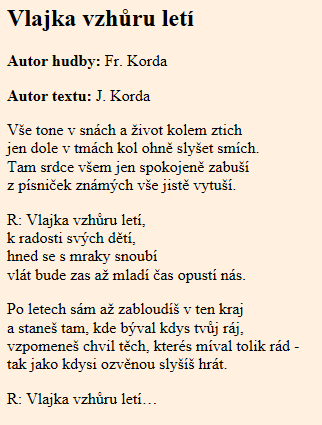 Vlajka vzhůru letí
Autor hudby: Fr. Korda
Autor textu: J. Korda
Vše tone v snách a život kolem ztich
jen dole v tmách kol ohně slyšet smích.
Tam srdce všem jen spokojeně zabuší
z písniček známých vše jistě vytuší.
R: Vlajka vzhůru letí,
k radosti svých dětí,
hned se s mraky snoubí
vlát bude zas až mladí čas opustí nás.
Po letech sám až zabloudíš v ten kraj
a staneš tam, kde býval kdys tvůj ráj,
vzpomeneš chvil těch, kterés míval tolik rád -
tak jako kdysi ozvěnou slyšíš hrát.
R: Vlajka vzhůru letí…